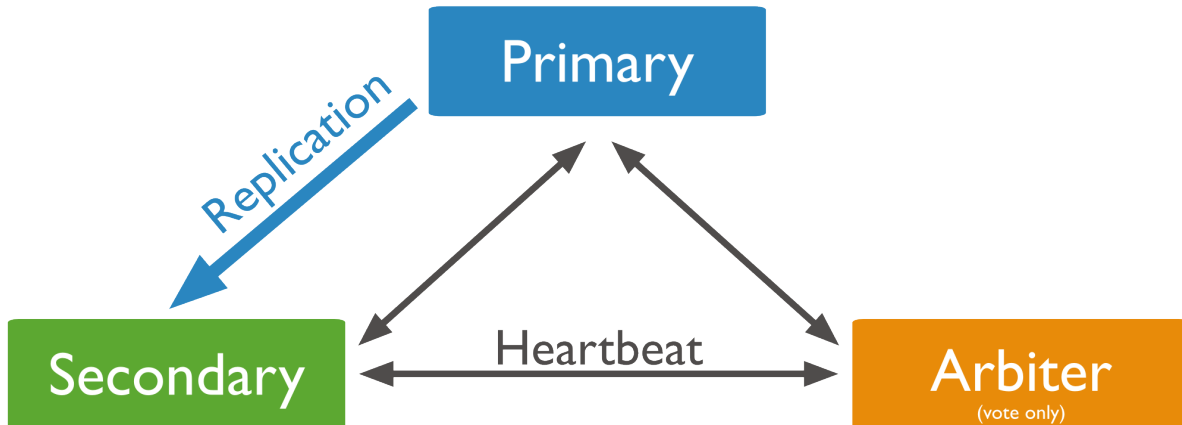 Primary
Replication
Heartbeat
Secondary
Arbiter
(vote only)